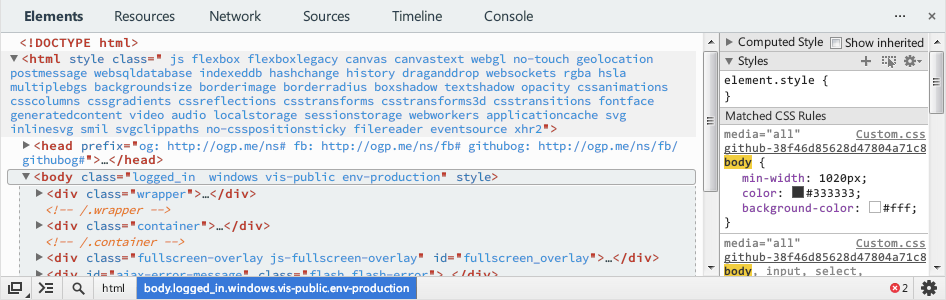 Elements Resources Network Sources Timeline Console ... ×
<!DOCTYPE html>
▼<html style class=" js flexbox flexboxlegacy canvas canvastext webgl no-touch geolocation
postmessage websqldatabase indexeddb hashchange history draganddrop websockets rgba hsla
multiplebgs backgroundsize borderimage borderradius boxshadow textshadow opacity cssanimations
csscolumns cssgradients cssreflections csstransforms csstransforms3d csstransitions fontface
generatedcontent video audio localstorage sessionstorage webworkers applicationcache svg
inlinesvg smil svgclippaths no-csspositionsticky filereader eventsource xhr2">
▶<head prefix="og: http://ogp.me/ns# fb: http://ogp.me/ns/fb# githubog: http://ogp.me/ns/fb/
githubog#">…</head>
▼<body class="logged_in  windows vis-public env-production" style>
▶<div class="wrapper">…</div>
<!-- /.wrapper -->
▶<div class="container">…</div>
<!-- /.container -->
▶<div class="fullscreen-overlay js-fullscreen-overlay" id="fullscreen_overlay">…</div>
▶<div id="ajax-error-message" class="flash flash-error">…</div>
▶ Computed Style Show inherited
▼ Styles
element.style {
}
Matched CSS Rules
media="all" Custom.css
github-38f46d85628d47804a71c8
body {
min-width: 1020px;
color: #333333;
background-color: #fff;
}
media="all" Custom.css
github-38f46d85628d47804a71c8
body, input, select,
html body.logged_in.windows.vis-public.env-production 2